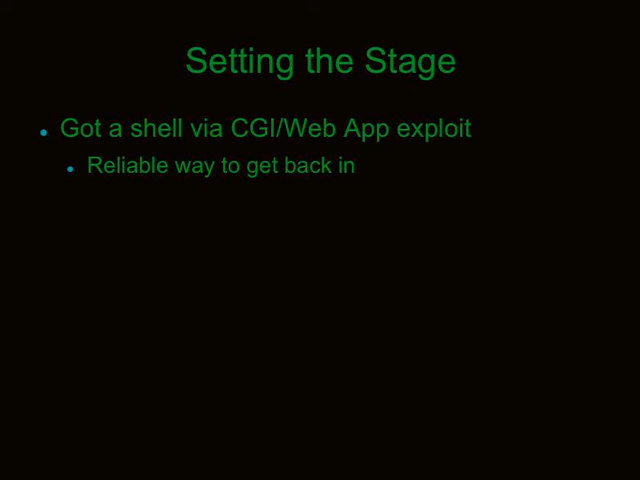 Setting the Stage
Got a shell via CGI/Web App exploit
Reliable way to get back in